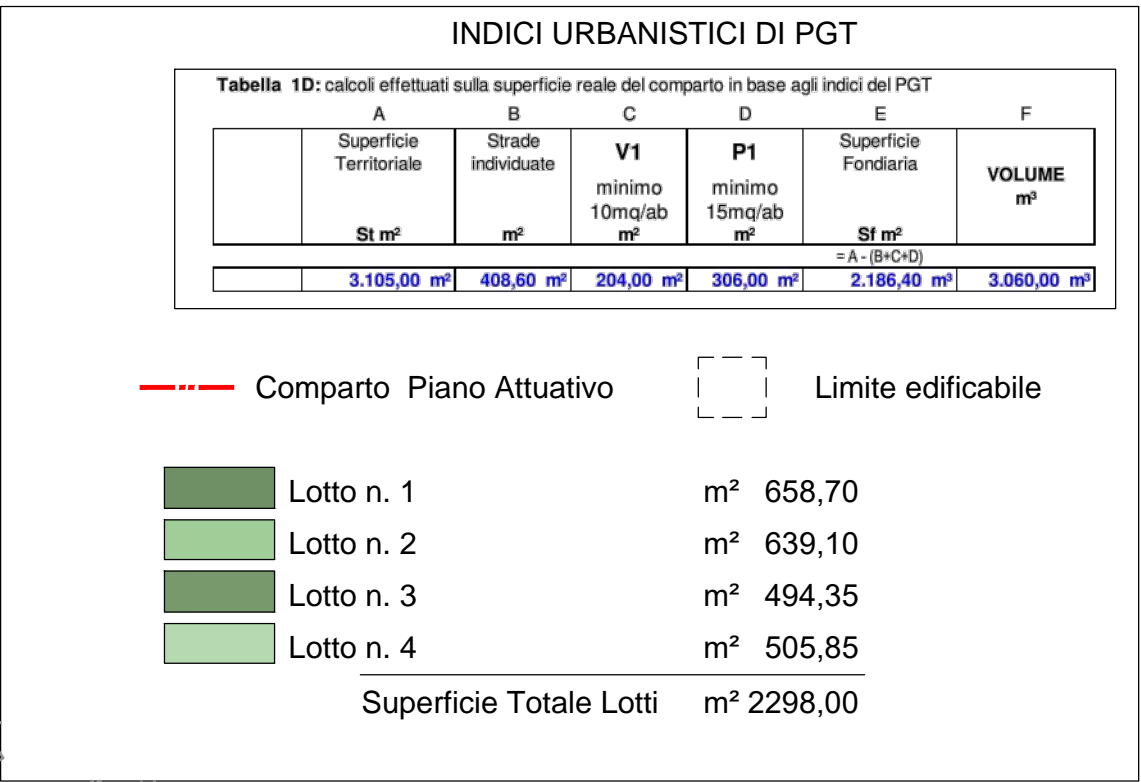 INDICI URBANISTICI DI PGT
Tabella 1D: calcoli effettuati sulla superficie reale del comparto in base agli indici del PGT
A B C D E F
Superficie Territoriale St m²
Strade individuate m²
V1 minimo 10mq/ab m²
P1 minimo 15mq/ab m²
Superficie Fondiaria Sf m²
VOLUME m³
= A - (B+C+D)
3.105,00 m² 408,60 m² 204,00 m² 306,00 m² 2.186,40 m³ 3.060,00 m³
Comparto Piano Attuativo Limite edificabile
Lotto n. 1 m² 658,70
Lotto n. 2 m² 639,10
Lotto n. 3 m² 494,35
Lotto n. 4 m² 505,85
Superficie Totale Lotti m² 2298,00